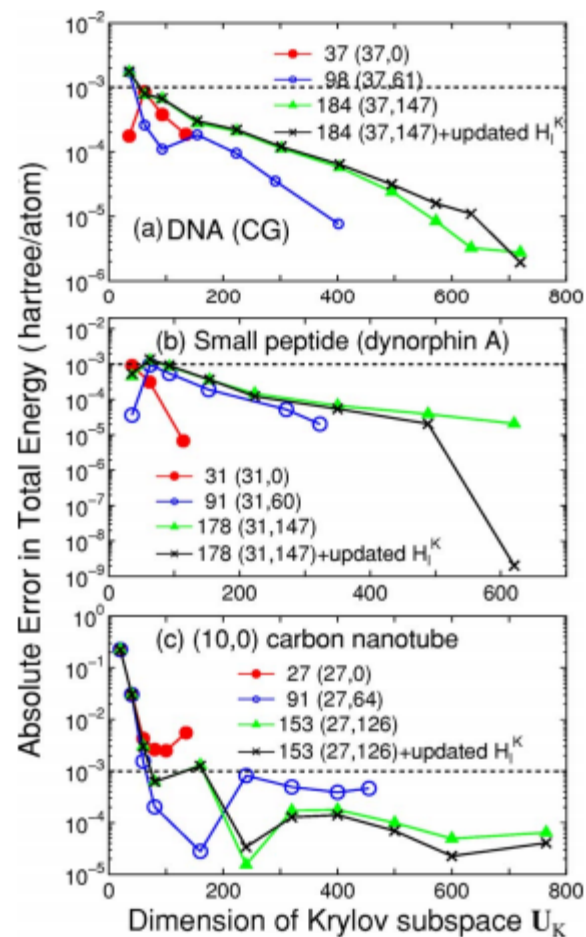 Absolute Error in Total Energy (hartree/atom)
10⁻²
10⁻³
10⁻⁴
10⁻⁵
10⁻⁶
37 (37,0)
98 (37,61)
184 (37,147)
184 (37,147)+updated H_I^K
(a) DNA (CG)
0 200 400 600 800
10⁻¹
10⁻²
10⁻³
10⁻⁴
10⁻⁵
10⁻⁶
10⁻⁷
10⁻⁸
10⁻⁹
(b) Small peptide (dynorphin A)
31 (31,0)
91 (31,60)
178 (31,147)
178 (31,147)+updated H_I^K
0 200 400 600
10⁰
10⁻¹
10⁻²
10⁻³
10⁻⁴
10⁻⁵
(c) (10,0) carbon nanotube
27 (27,0)
91 (27,64)
153 (27,126)
153 (27,126)+updated H_I^K
0 200 400 600 800
Dimension of Krylov subspace U_K